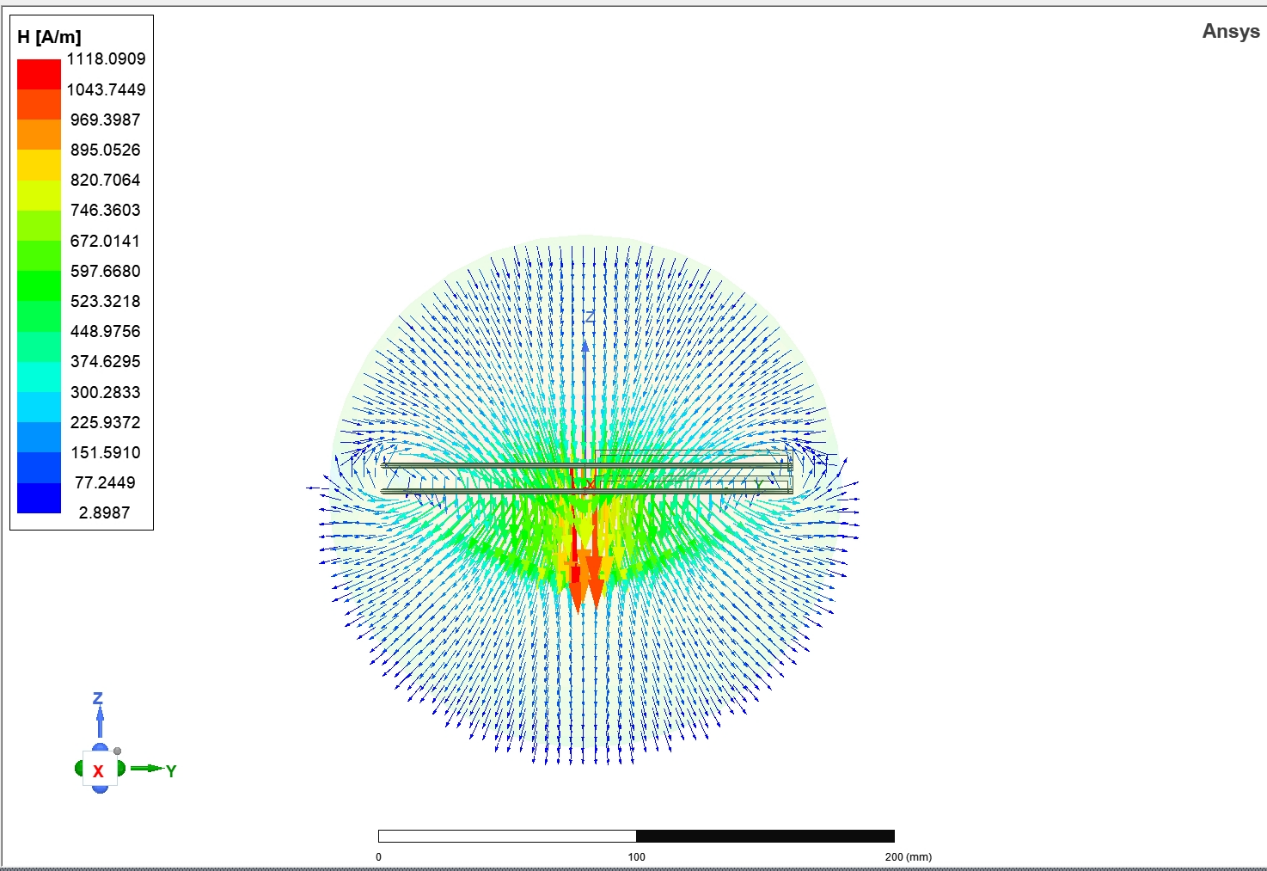 H [A/m]
Ansys
1118.0909
1043.7449
969.3987
895.0526
820.7064
746.3603
672.0141
597.6680
523.3218
448.9756
374.6295
300.2833
225.9372
151.5910
77.2449
2.8987
Z
X
Y
Z
X
Y
0
100
200 (mm)